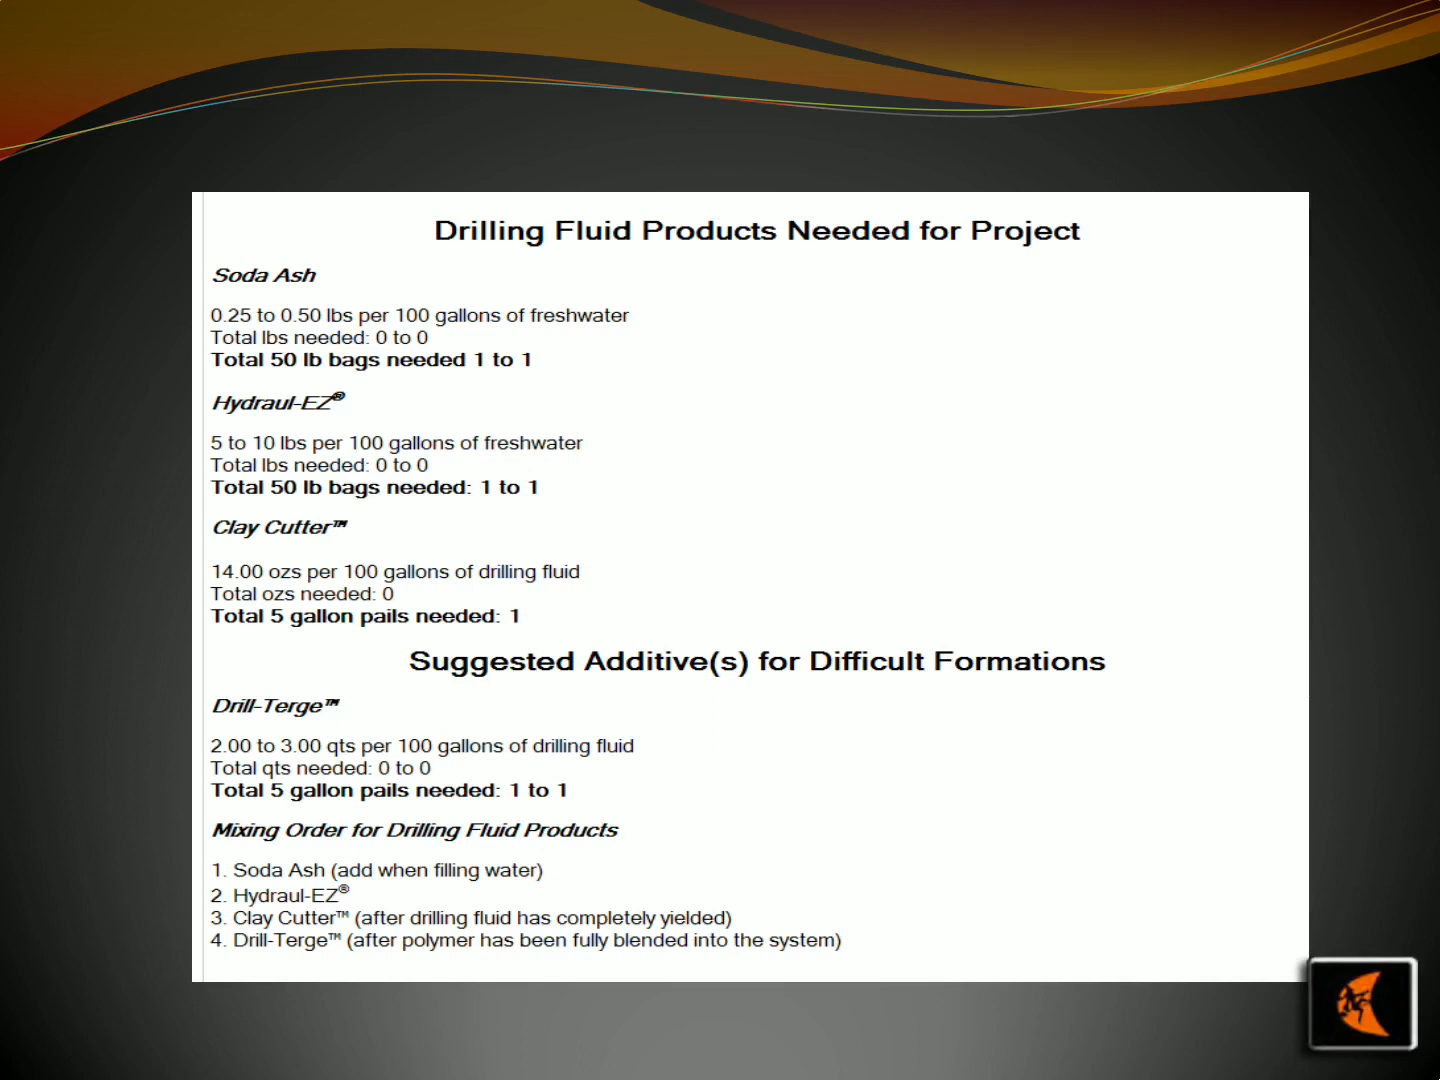 Drilling Fluid Products Needed for Project
Soda Ash
0.25 to 0.50 lbs per 100 gallons of freshwater
Total lbs needed: 0 to 0
Total 50 lb bags needed 1 to 1
Hydraul-EZ®
5 to 10 lbs per 100 gallons of freshwater
Total lbs needed: 0 to 0
Total 50 lb bags needed: 1 to 1
Clay Cutter™
14.00 ozs per 100 gallons of drilling fluid
Total ozs needed: 0
Total 5 gallon pails needed: 1
Suggested Additive(s) for Difficult Formations
Drill-Terge™
2.00 to 3.00 qts per 100 gallons of drilling fluid
Total qts needed: 0 to 0
Total 5 gallon pails needed: 1 to 1
Mixing Order for Drilling Fluid Products
1. Soda Ash (add when filling water)
2. Hydraul-EZ®
3. Clay Cutter™ (after drilling fluid has completely yielded)
4. Drill-Terge™ (after polymer has been fully blended into the system)